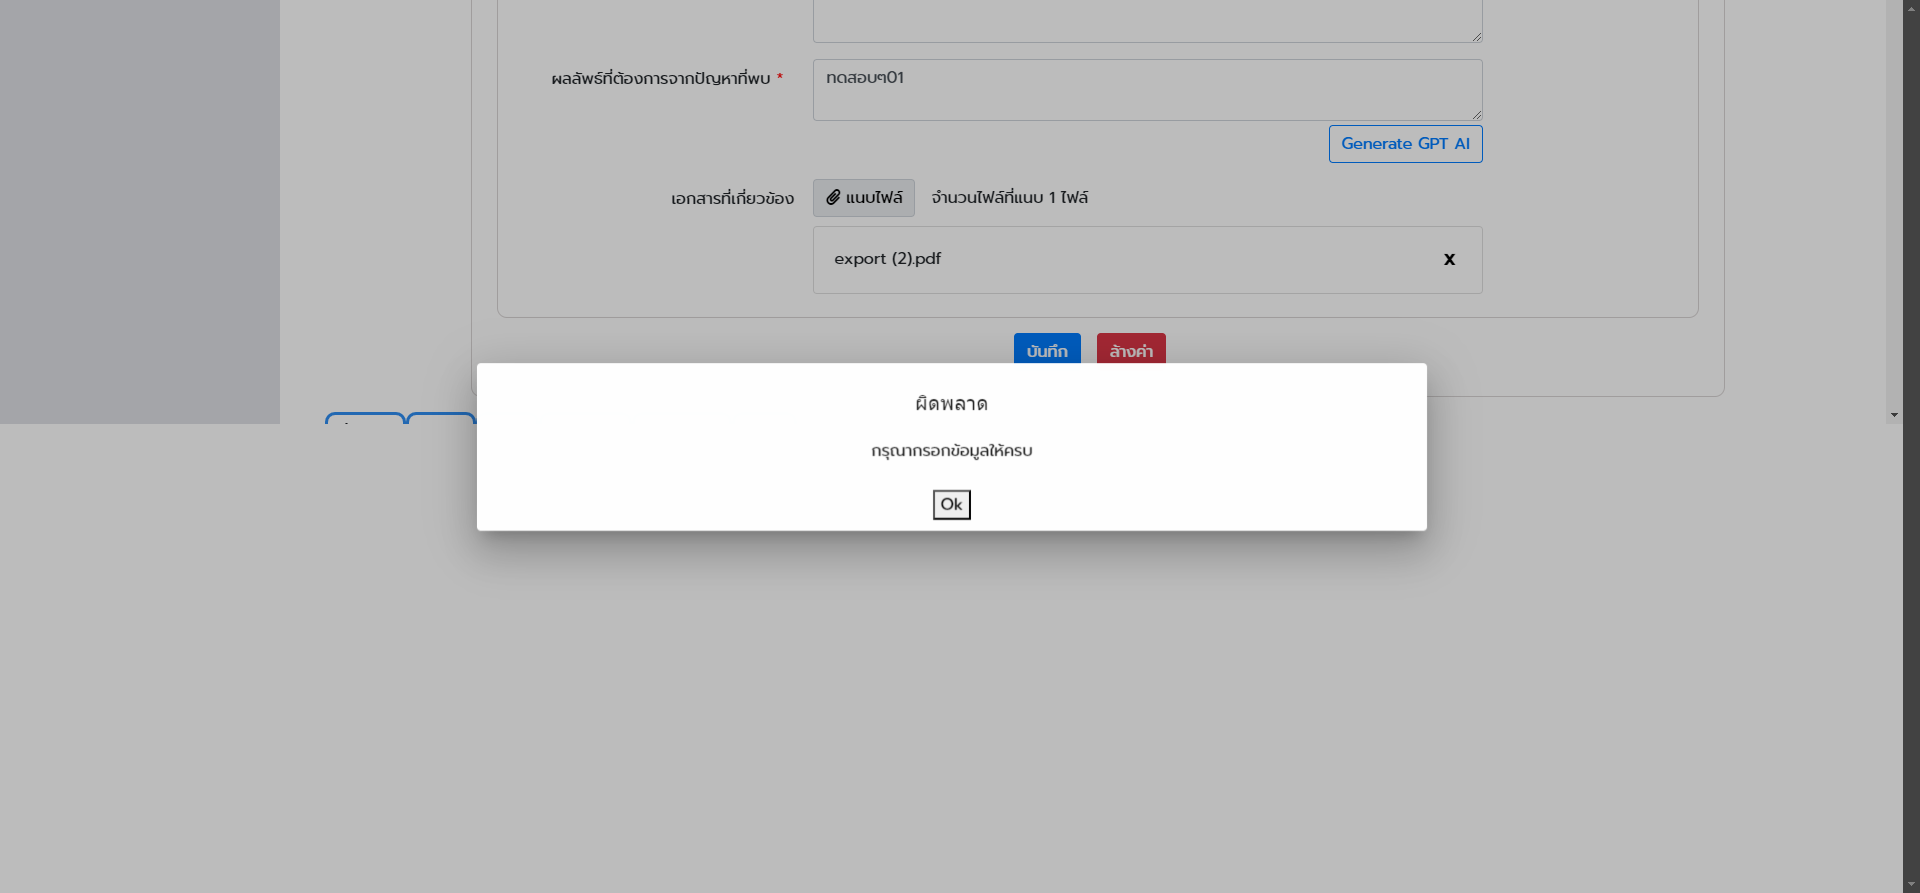 ผลลัพธ์ที่ต้องการจากปัญหาที่พบ *
ทดสอบๆ01
Generate GPT AI
เอกสารที่เกี่ยวข้อง
แนบไฟล์
จำนวนไฟล์ที่แนบ 1 ไฟล์
export (2).pdf
x
บันทึก
ล้างค่า
ผิดพลาด
กรุณากรอกข้อมูลให้ครบ
Ok